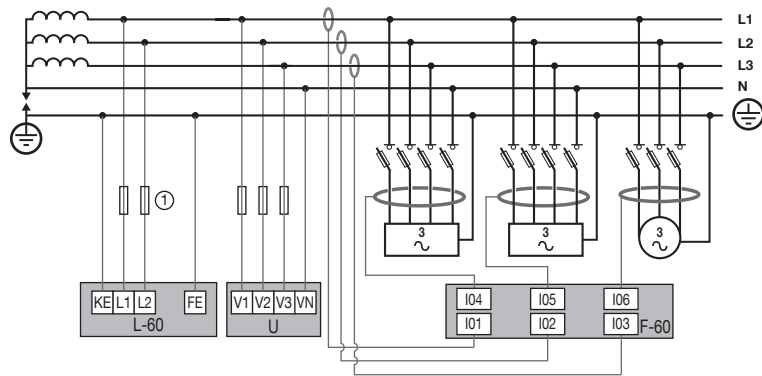 L1
L2
L3
N
1
3
3
3
KE L1 L2 FE
L-60
V1 V2 V3 VN
U
I04 I05 I06
I01 I02 I03
F-60